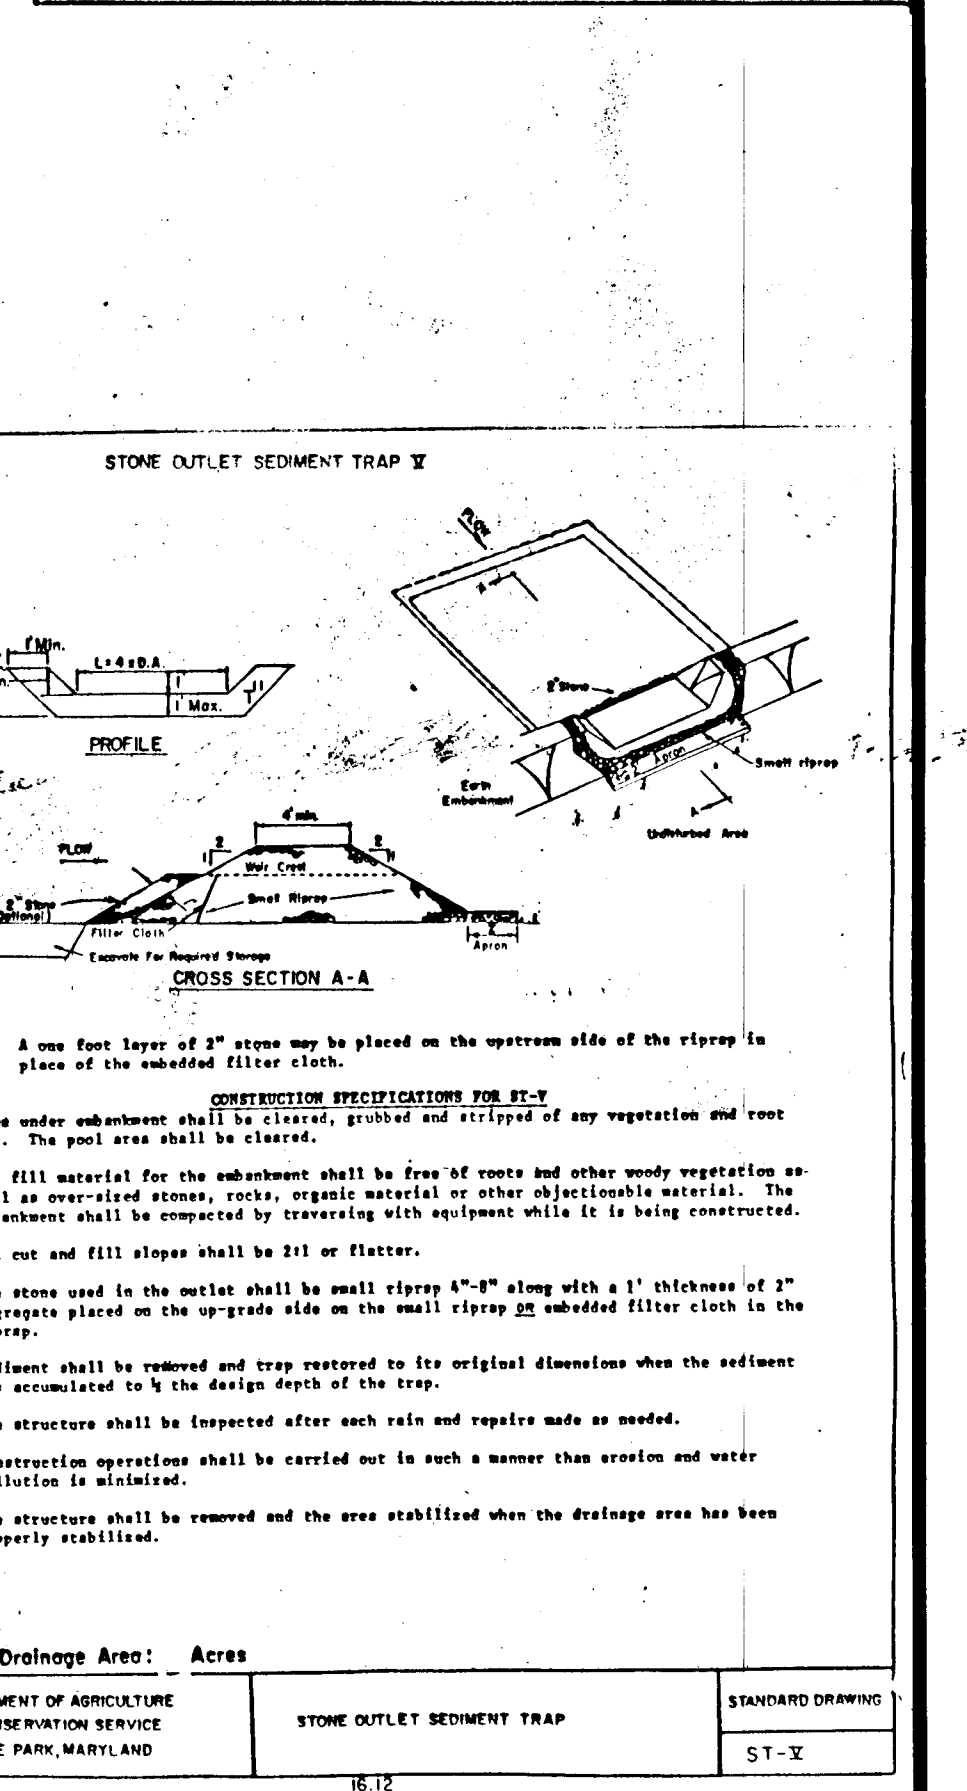 STONE OUTLET SEDIMENT TRAP V
FLOW
A
1' Min.
L=4xD.A.
1'
1' Max.
1
1
PROFILE
2" Stone
Apron
Small riprap
Earth
Embankment
A
Undisturbed Area
4' min.
2
1
2
1
FLOW
Weir Crest
2" Stone
Optional)
Small Riprap
Filter Cloth
Apron
Excavate For Required Storage
CROSS SECTION A-A
A one foot layer of 2" stone may be placed on the upstream side of the riprap in
place of the embedded filter cloth.
CONSTRUCTION SPECIFICATIONS FOR ST-V
under embankment shall be cleared, grubbed and stripped of any vegetation and root
. The pool area shall be cleared.
fill material for the embankment shall be free of roots and other woody vegetation as-
l as over-sized stones, rocks, organic material or other objectionable material. The
ankment shall be compacted by traversing with equipment while it is being constructed.
cut and fill slopes shall be 2:1 or flatter.
stone used in the outlet shall be small riprap 4"-8" along with a 1' thickness of 2"
gregate placed on the up-grade side on the small riprap OR embedded filter cloth in the
prap.
diment shall be removed and trap restored to its original dimensions when the sediment
accumulated to ½ the design depth of the trap.
structure shall be inspected after each rain and repairs made as needed.
nstruction operations shall be carried out in such a manner than erosion and water
llution is minimized.
structure shall be removed and the area stabilized when the drainage area has been
operly stabilized.
Drainage Area: Acres
MENT OF AGRICULTURE
SERVATION SERVICE
E PARK, MARYLAND
STONE OUTLET SEDIMENT TRAP
STANDARD DRAWING
ST-V
16.12